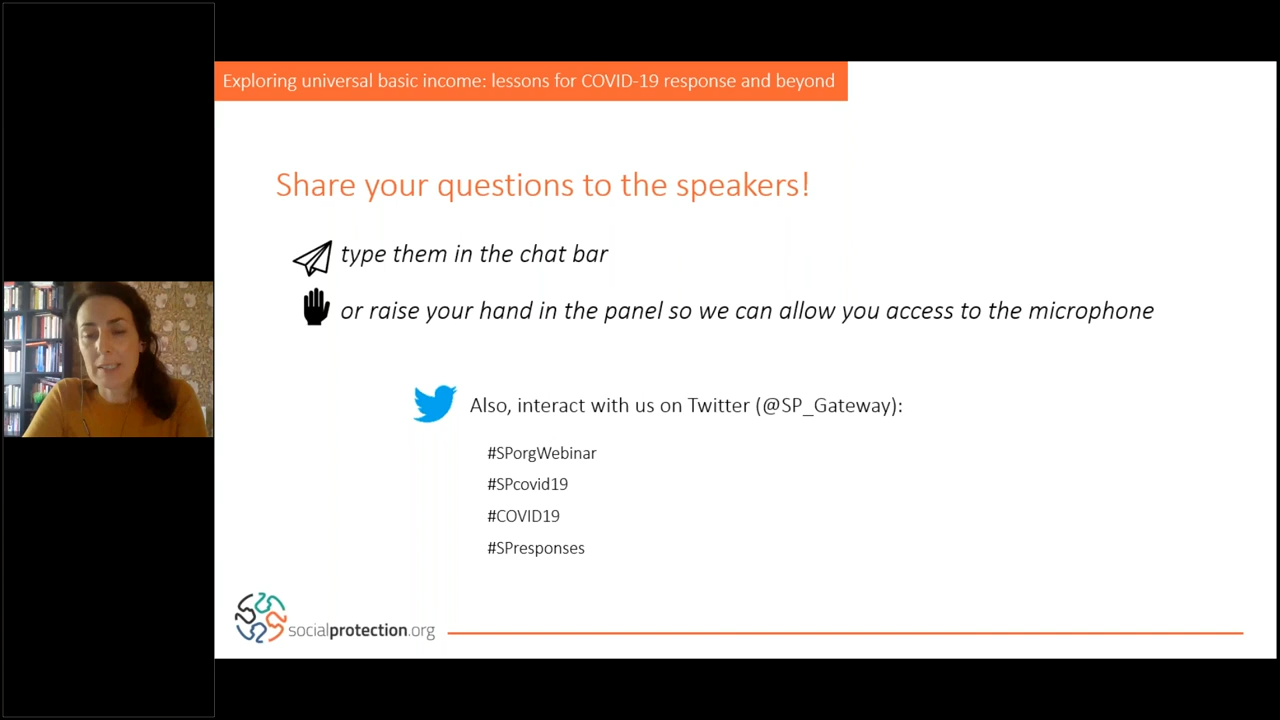 Exploring universal basic income: lessons for COVID-19 response and beyond
Share your questions to the speakers!
type them in the chat bar
or raise your hand in the panel so we can allow you access to the microphone
Also, interact with us on Twitter (@SP_Gateway):
#SPorgWebinar
#SPcovid19
#COVID19
#SPresponses
socialprotection.org